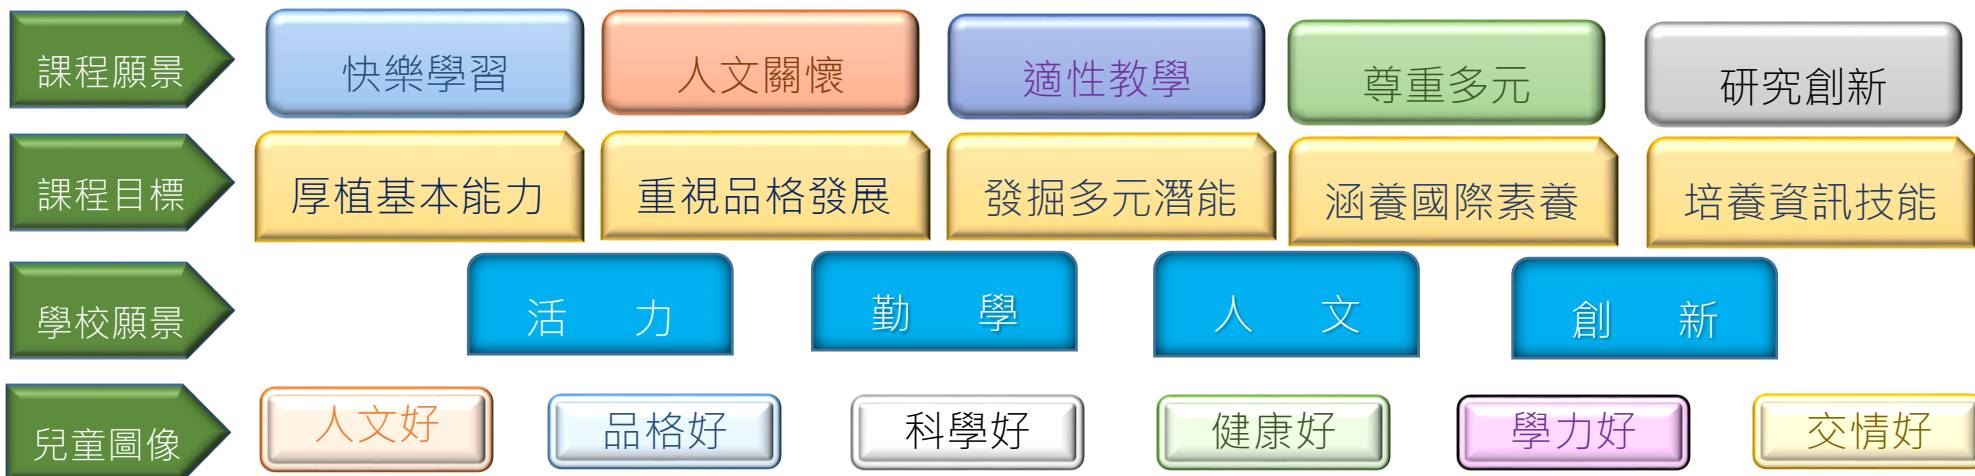 課程願景 快樂學習 人文關懷 適性教學 尊重多元 研究創新
課程目標 厚植基本能力 重視品格發展 發掘多元潛能 涵養國際素養 培養資訊技能
學校願景 活 力 勤 學 人 文 創 新
兒童圖像 人文好 品格好 科學好 健康好 學力好 交情好